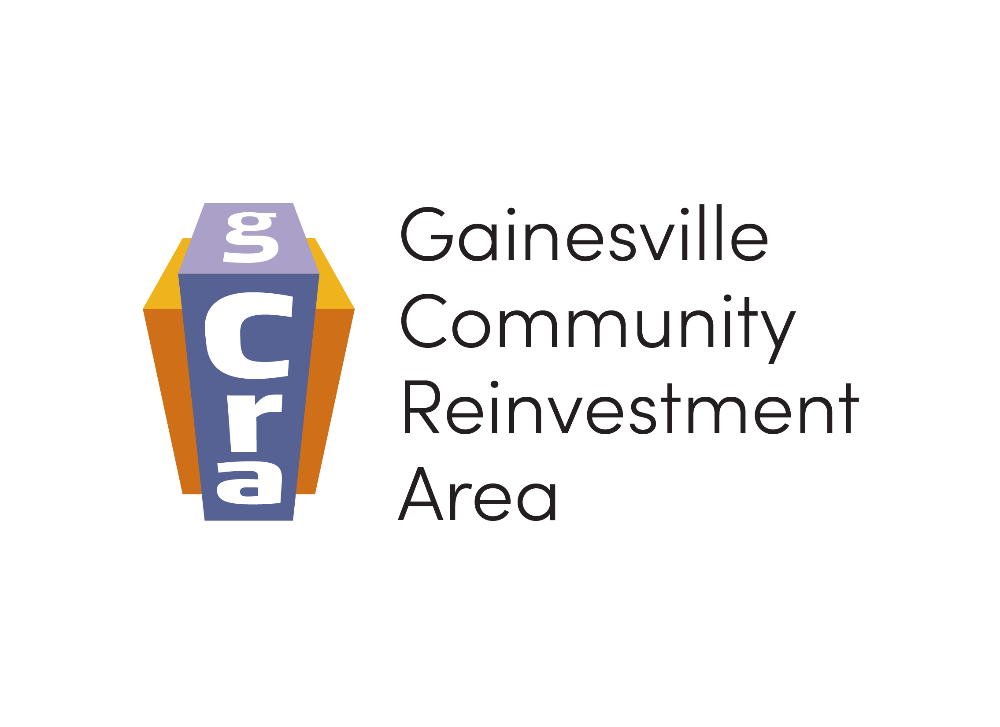 g
c
r
a
Gainesville
Community
Reinvestment
Area